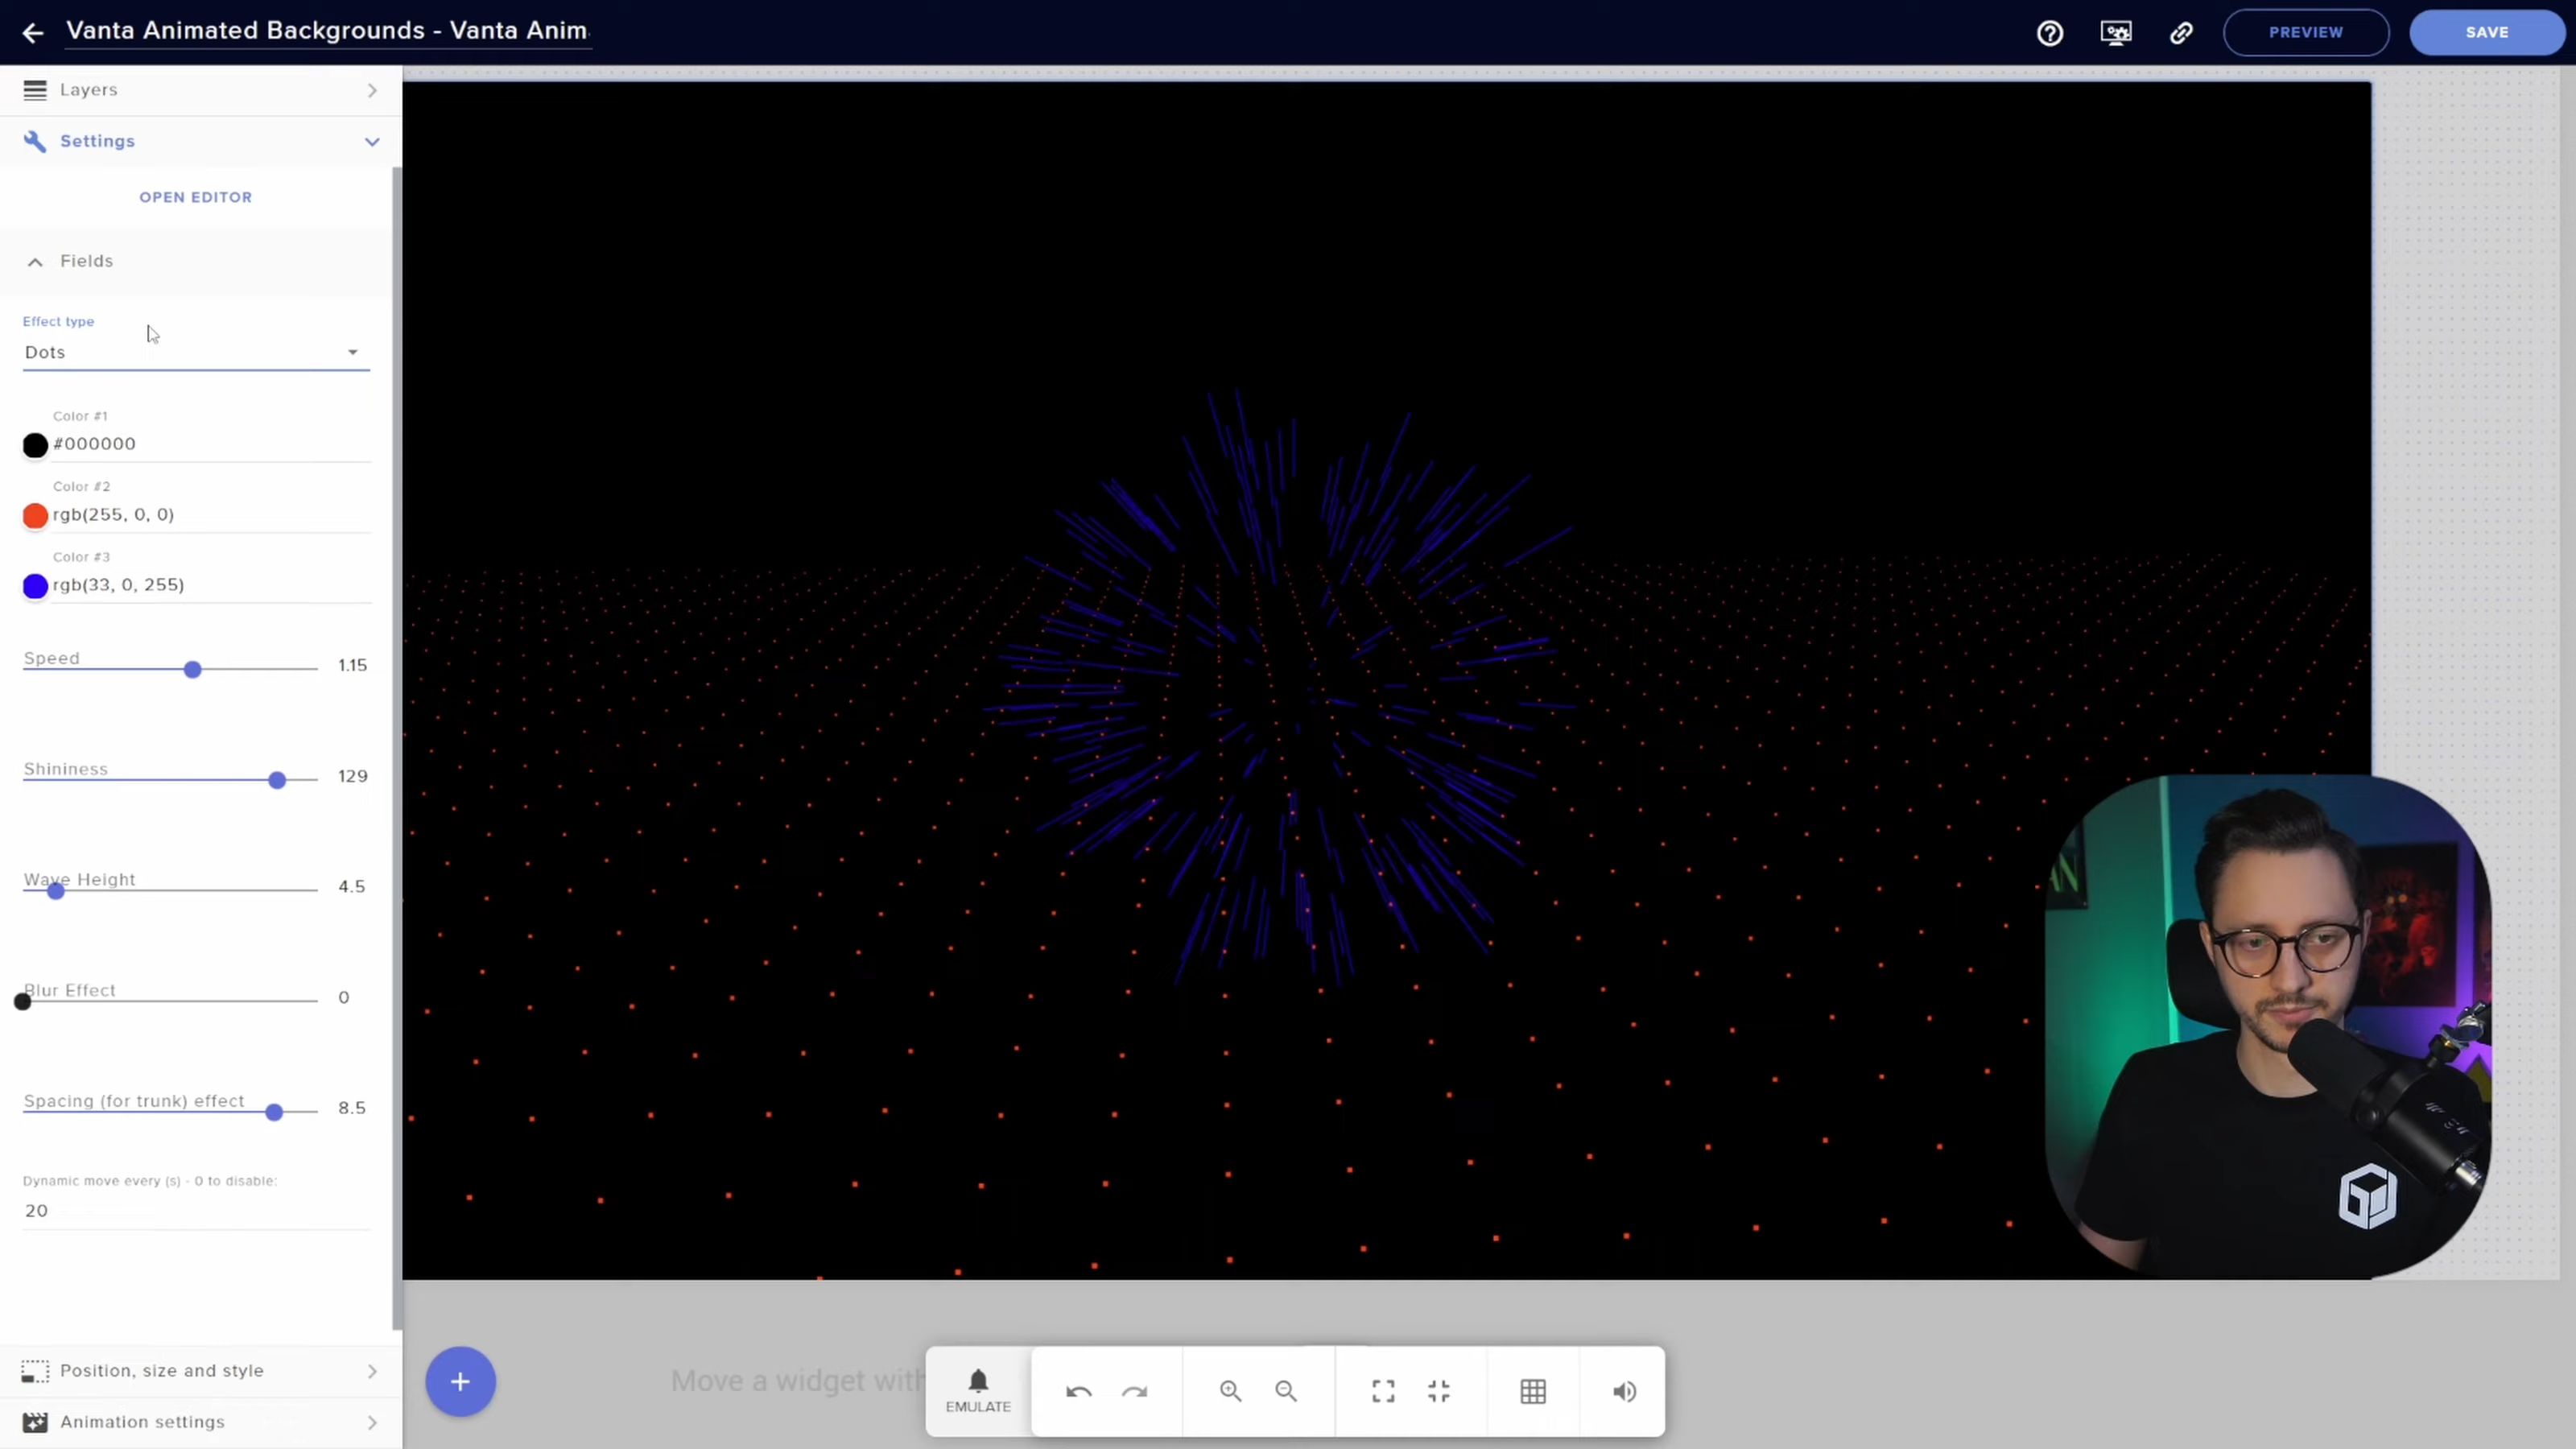 Vanta Animated Backgrounds - Vanta Anim
PREVIEW
SAVE
Layers
Settings
OPEN EDITOR
Fields
Effect type
Dots
Color #1
#000000
Color #2
rgb(255, 0, 0)
Color #3
rgb(33, 0, 255)
Speed
1.15
Shininess
129
Wave Height
4.5
Blur Effect
0
Spacing (for trunk) effect
8.5
Dynamic move every (s) - 0 to disable:
20
Position, size and style
Animation settings
Move a widget with
EMULATE
AN